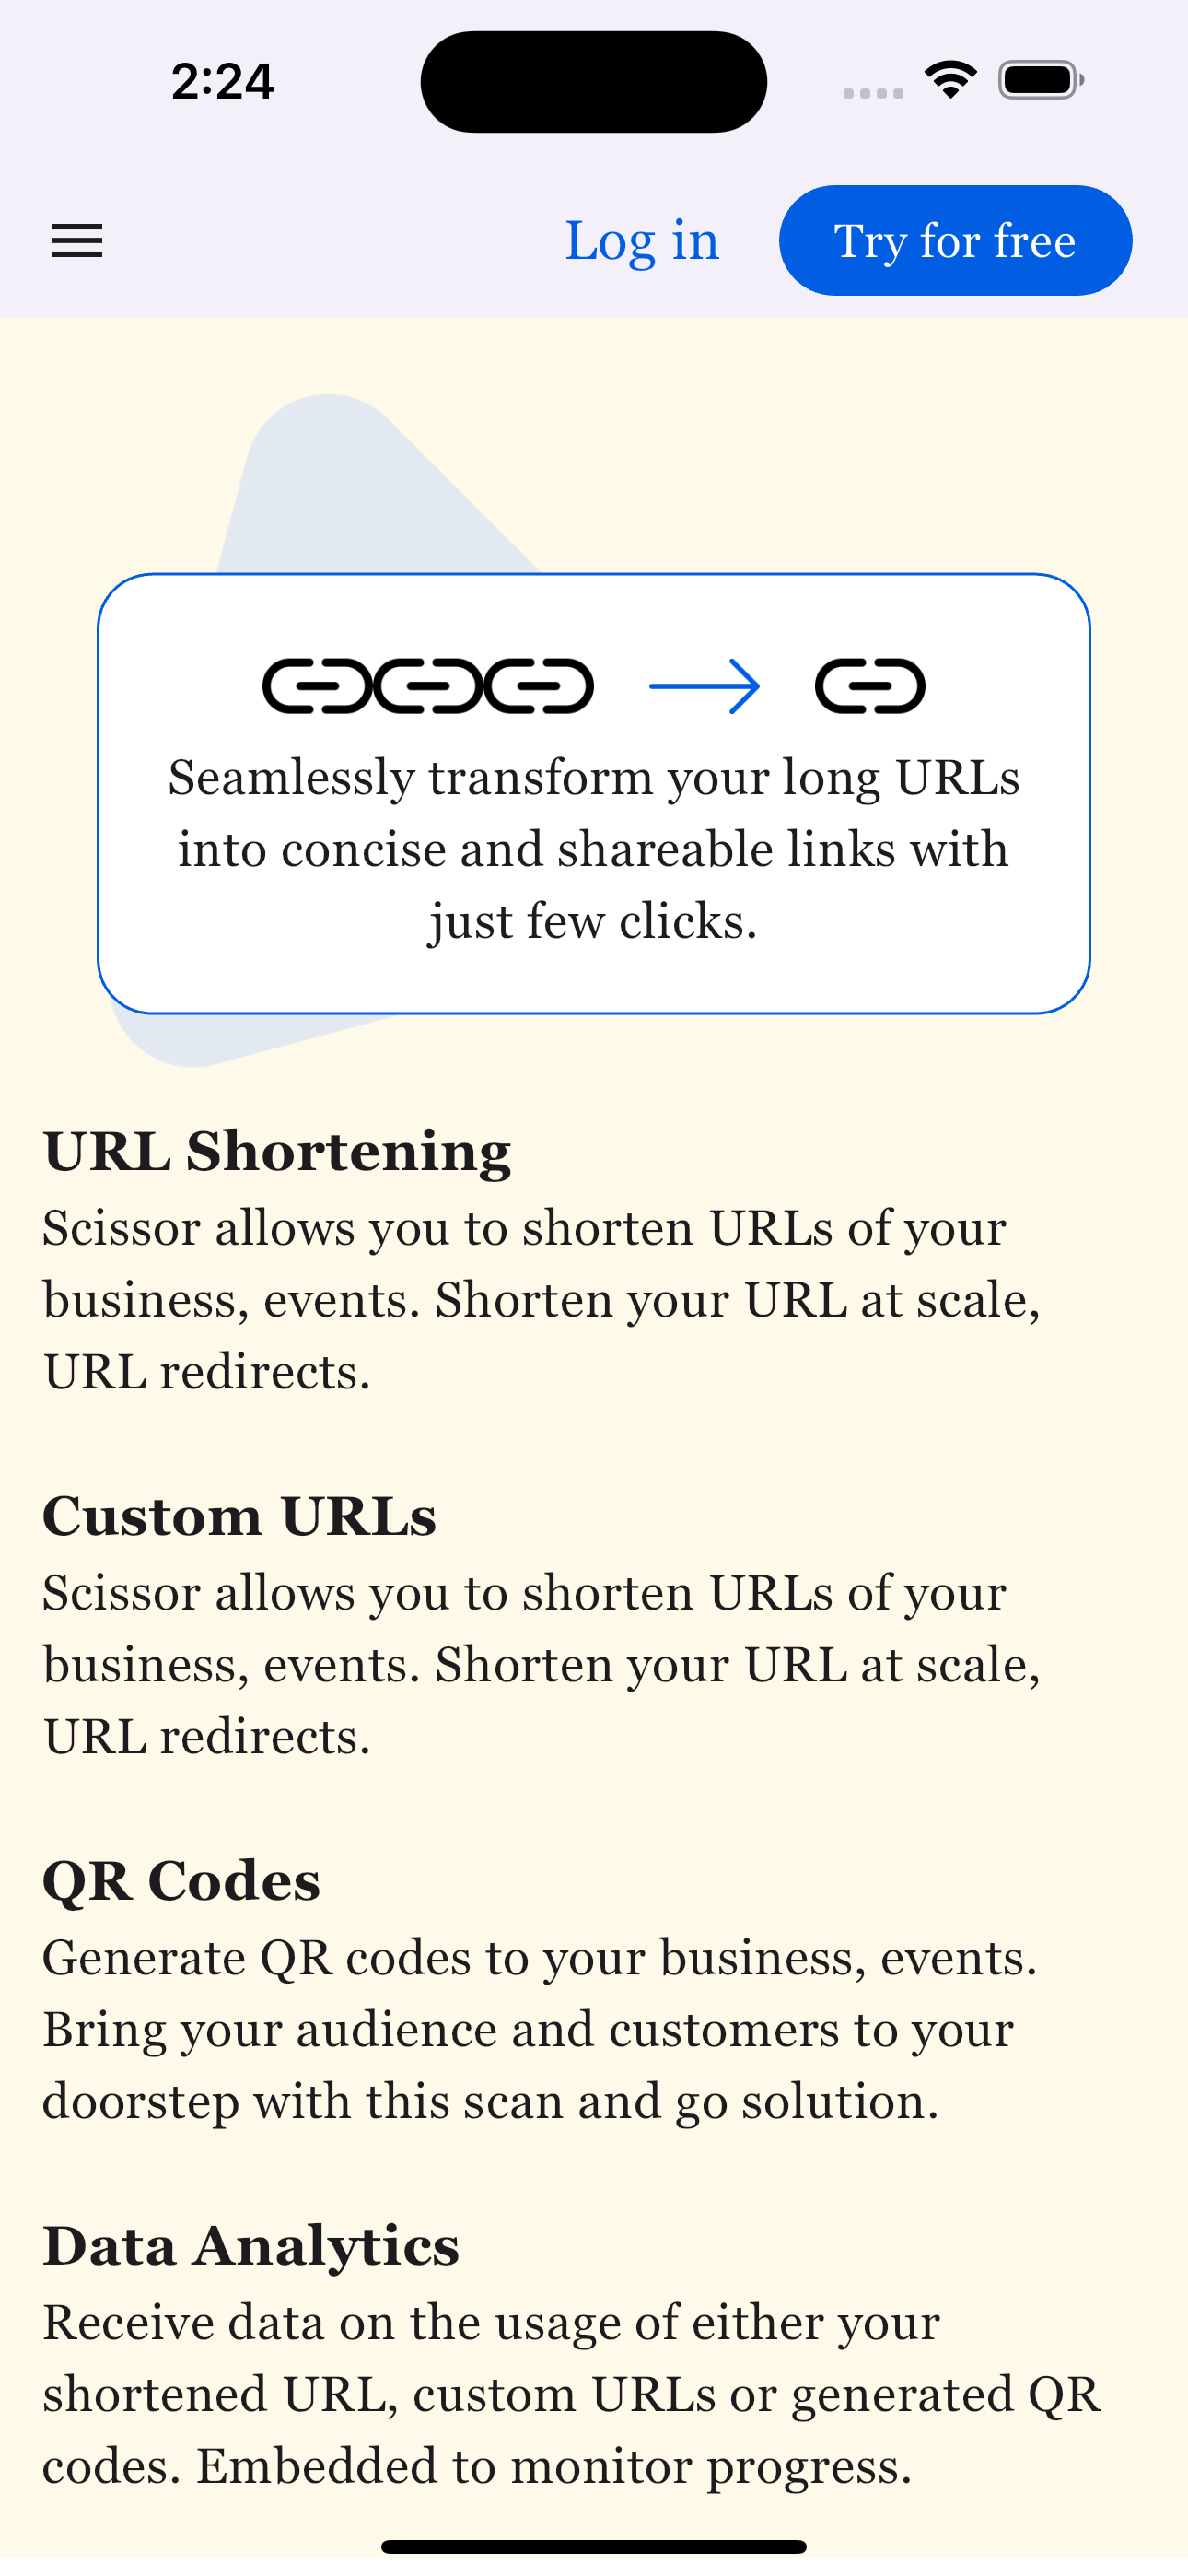 2:24
Log in
Try for free
Seamlessly transform your long URLs
into concise and shareable links with
just few clicks.
URL Shortening
Scissor allows you to shorten URLs of your
business, events. Shorten your URL at scale,
URL redirects.
Custom URLs
Scissor allows you to shorten URLs of your
business, events. Shorten your URL at scale,
URL redirects.
QR Codes
Generate QR codes to your business, events.
Bring your audience and customers to your
doorstep with this scan and go solution.
Data Analytics
Receive data on the usage of either your
shortened URL, custom URLs or generated QR
codes. Embedded to monitor progress.